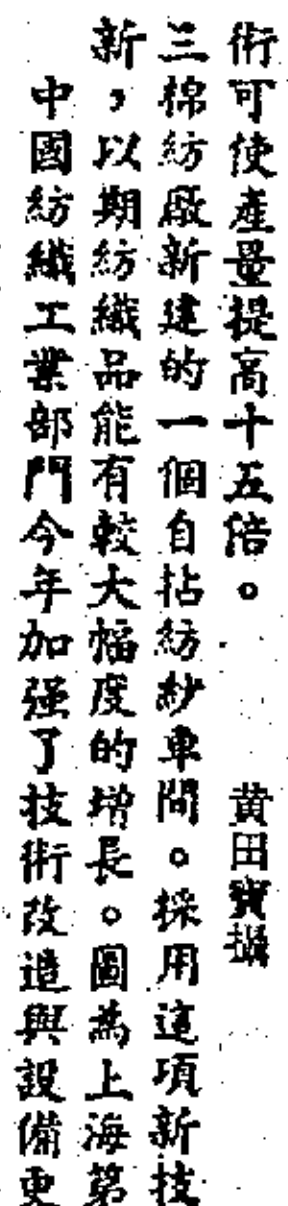 中國紡織工業部門今年加强了技術改造與設備更
新，以期紡織品能有較大幅度的增長。圖為上海第
三棉紡廠新建的一個自拈紡紗車間。採用這項新技
術可使產量提高十五倍。 黄田寶攝